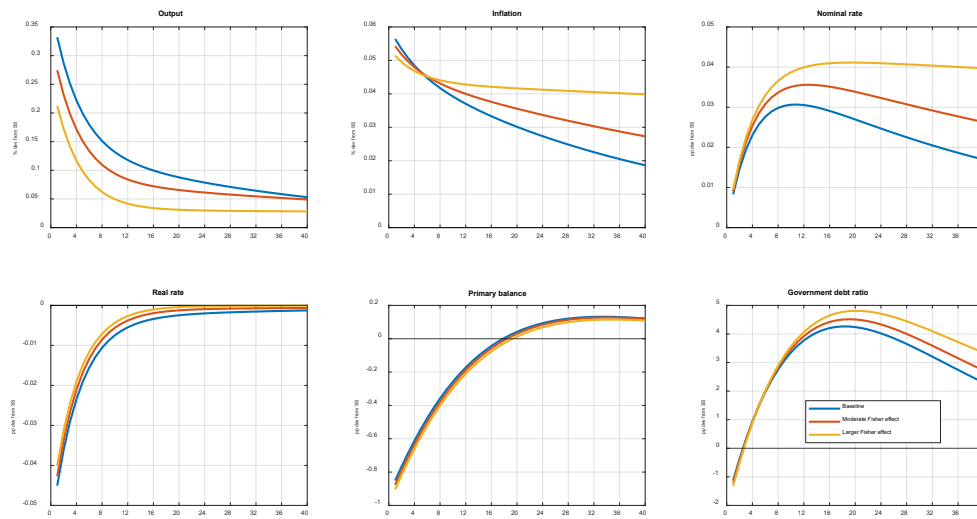 Output
0.35
0.3
0.25
0.2
0.15
0.1
0.05
0
% dev from SS
0 4 8 12 16 20 24 28 32 36 40
Inflation
0.06
0.05
0.04
0.03
0.02
0.01
0
% dev from SS
0 4 8 12 16 20 24 28 32 36 40
Nominal rate
0.05
0.04
0.03
0.02
0.01
0
pp dev from SS
0 4 8 12 16 20 24 28 32 36
Real rate
0
-0.01
-0.02
-0.03
-0.04
-0.05
pp dev from SS
0 4 8 12 16 20 24 28 32 36 40
Primary balance
0.2
0
-0.2
-0.4
-0.6
-0.8
-1
pp dev from SS
0 4 8 12 16 20 24 28 32 36 40
Government debt ratio
5
4
3
2
1
0
-1
-2
pp dev from SS
Baseline
Moderate Fisher effect
Larger Fisher effect
0 4 8 12 16 20 24 28 32 36